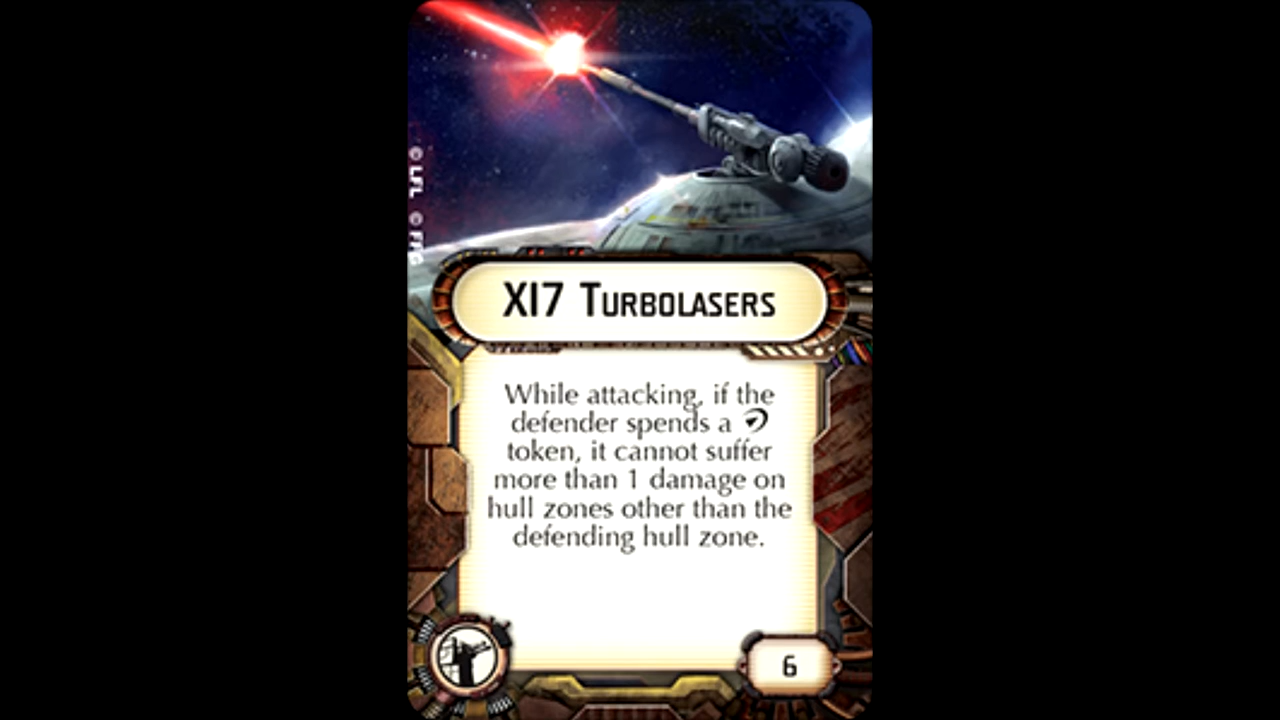 © LFL © FFG
XI7 Turbolasers
While attacking, if the
defender spends a
token, it cannot suffer
more than 1 damage on
hull zones other than the
defending hull zone.
6